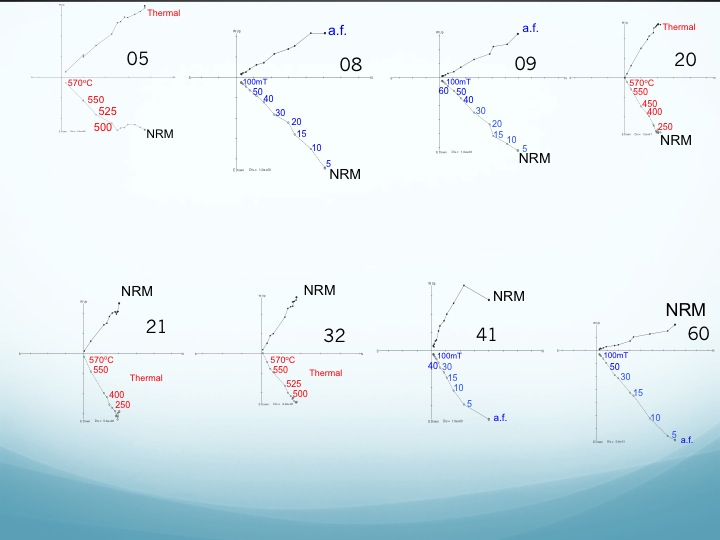 Thermal
05
570°C
550
525
500
NRM
a.f.
08
100mT
50
40
30
20
15
10
5
NRM
a.f.
09
100mT
60 50
40
30
20
15 10
5
NRM
Thermal
20
570°C
550
450
400
250
NRM
NRM
21
570°C
550
Thermal
400
250
NRM
32
570°C
550
Thermal
525
500
NRM
41
100mT
40 30
15
10
5
a.f.
NRM
60
100mT
50
30
15
10
5
a.f.